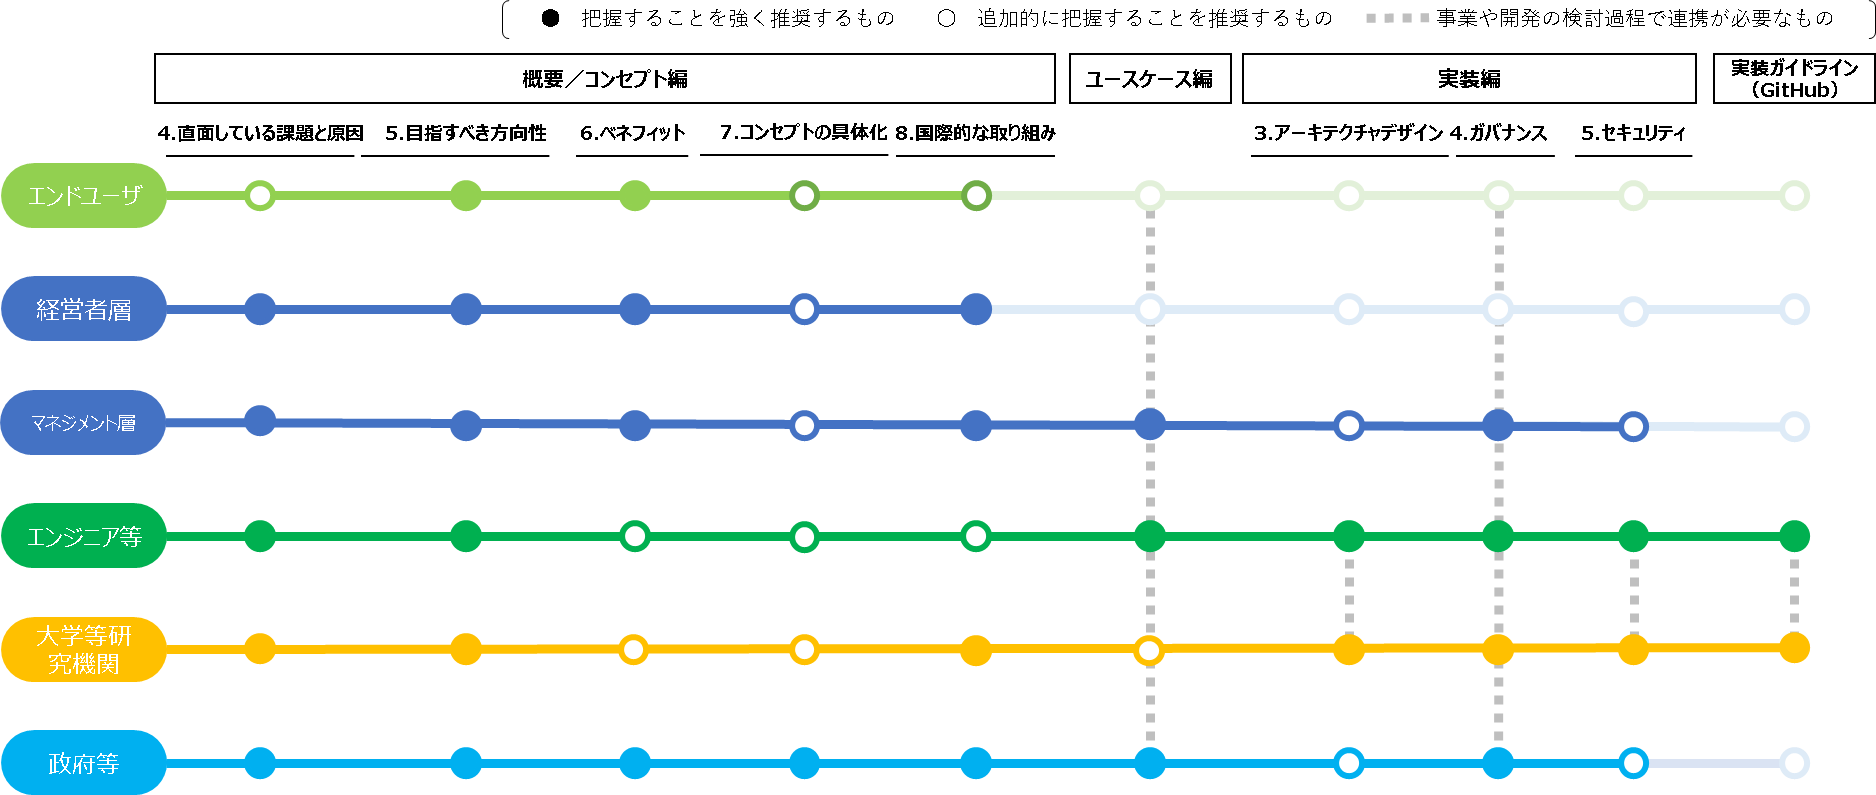 ● 把握することを強く推奨するもの ○ 追加的に把握することを推奨するもの 事業や開発の検討過程で連携が必要なもの
概要／コンセプト編 ユースケース編 実装編 実装ガイドライン
（GitHub）
4.直面している課題と原因 5.目指すべき方向性 6.ベネフィット 7.コンセプトの具体化 8.国際的な取り組み 3.アーキテクチャデザイン 4.ガバナンス 5.セキュリティ
エンドユーザ
経営者層
マネジメント層
エンジニア等
大学等研
究機関
政府等